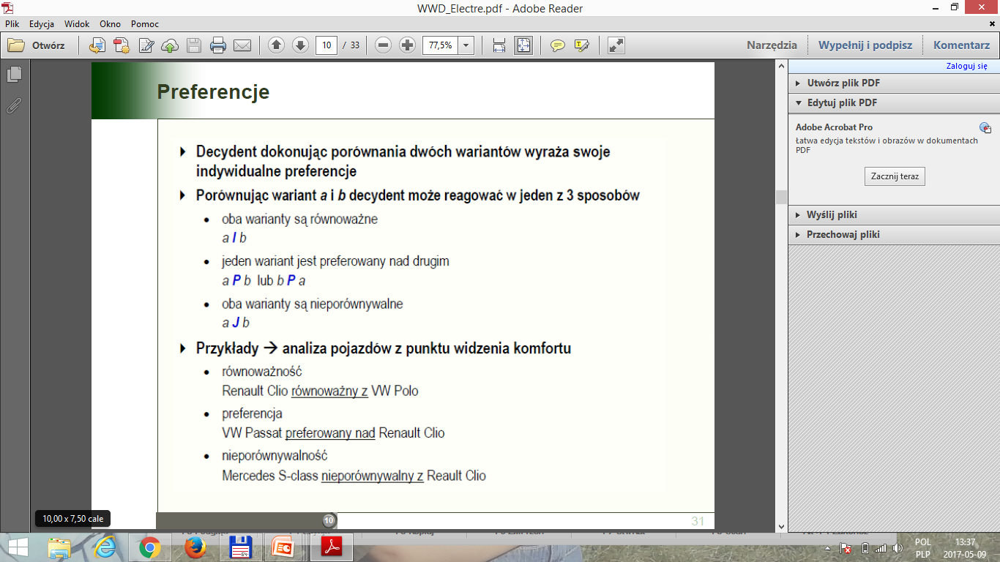 WWD_Electre.pdf - Adobe Reader
Plik Edycja Widok Okno Pomoc
Otwórz 10 / 33 77,5% Narzędzia Wypełnij i podpisz Komentarz
Zaloguj się
Utwórz plik PDF
Edytuj plik PDF
Adobe Acrobat Pro
Łatwa edycja tekstów i obrazów w dokumentach
PDF
Zacznij teraz
Wyślij pliki
Przechowaj pliki
Preferencje
Decydent dokonując porównania dwóch wariantów wyraża swoje
indywidualne preferencje
Porównując wariant a i b decydent może reagować w jeden z 3 sposobów
oba warianty są równoważne
a I b
jeden wariant jest preferowany nad drugim
a P b lub b P a
oba warianty są nieporównywalne
a J b
Przykłady → analiza pojazdów z punktu widzenia komfortu
równoważność
Renault Clio równoważny z VW Polo
preferencja
VW Passat preferowany nad Renault Clio
nieporównywalność
Mercedes S-class nieporównywalny z Reault Clio
10,00 x 7,50 cale
10
31
64
POL 13:37
PLP 2017-05-09